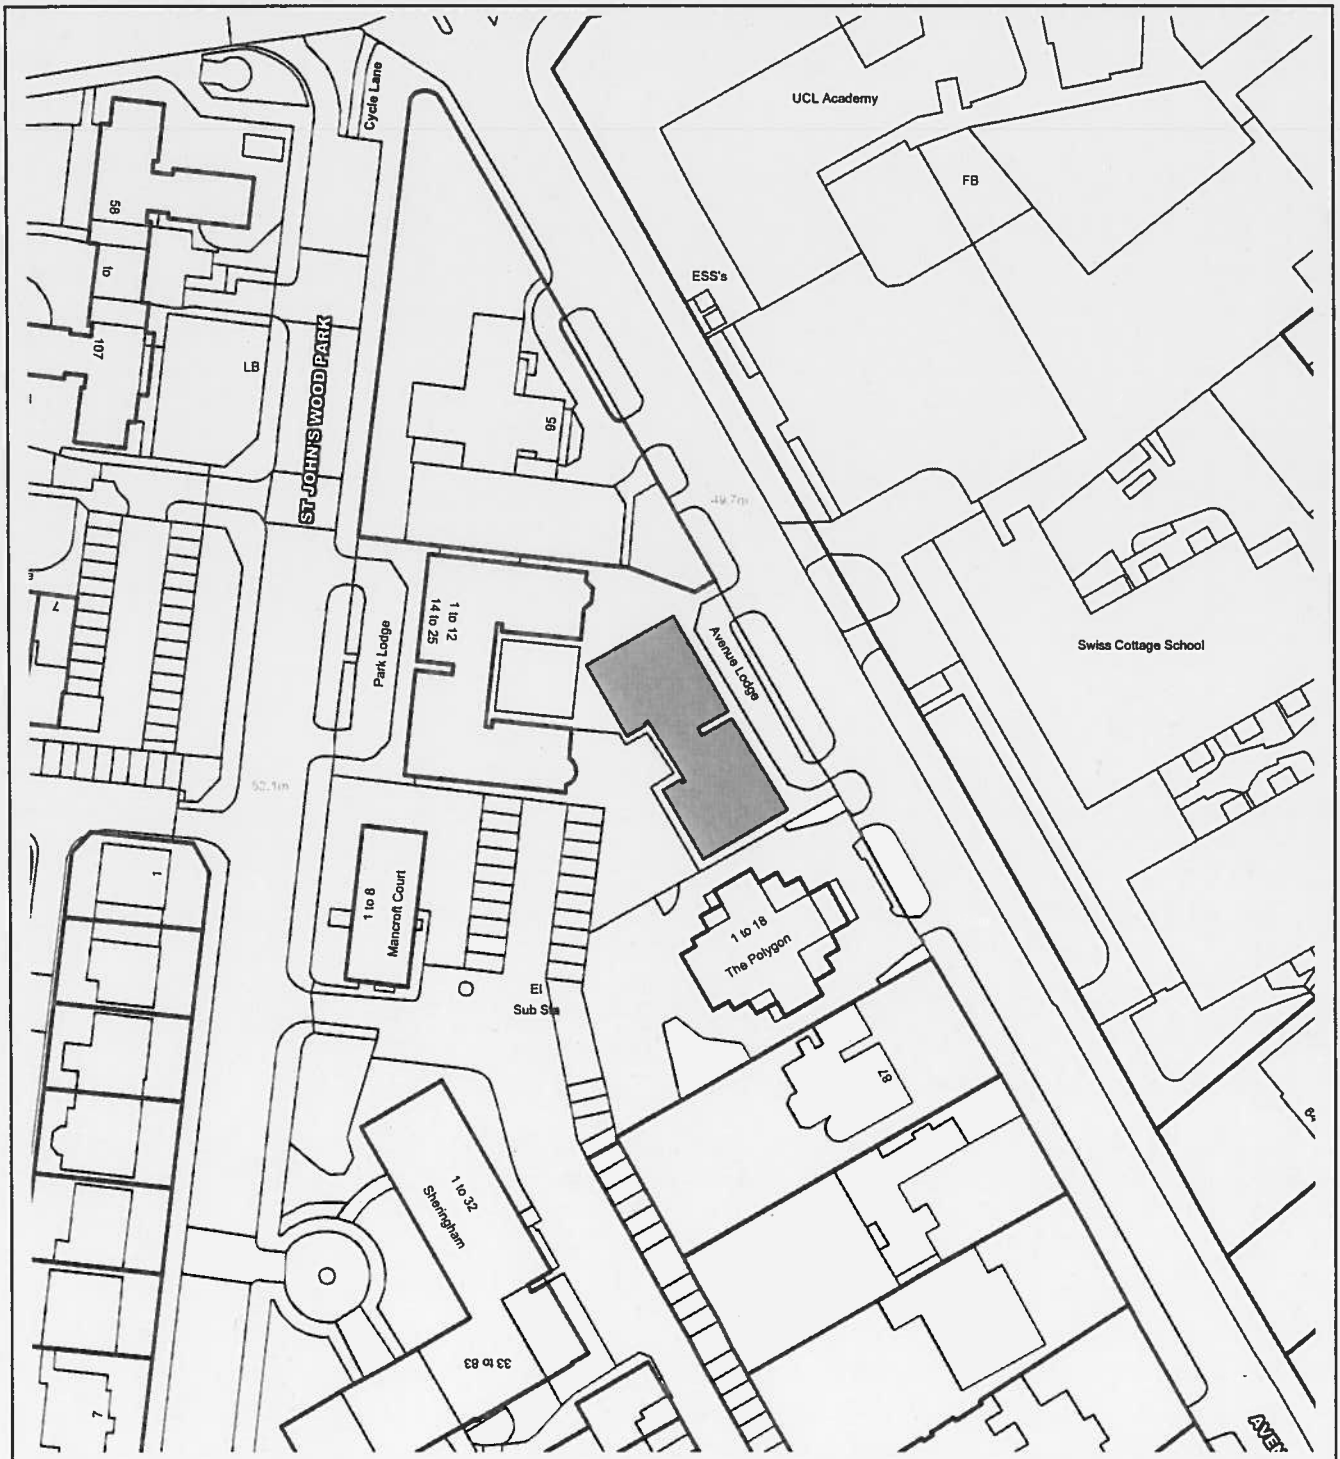 Cycle Lane
UCL Academy
FB
58
to
107
ESS's
LB
ST JOHN'S WOOD PARK
56
49.7m
7
1 to 12
14 to 25
Park Lodge
Avenue Lodge
Swiss Cottage School
52.1m
1
1 to 8
Mancroft Court
1 to 18
The Polygon
El
Sub Sta
87
1 to 32
Sheringham
33 to 83
7